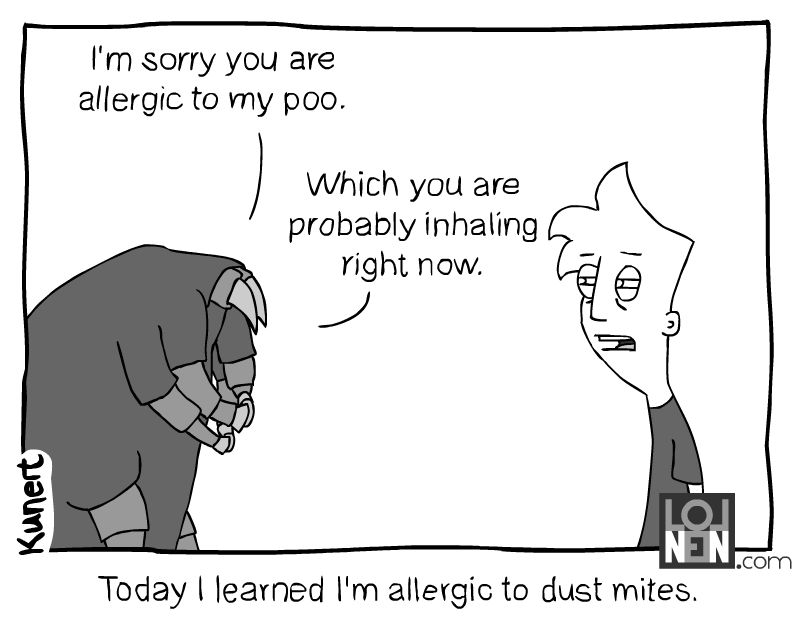 I'm sorry you are
allergic to my poo.
Which you are
probably inhaling
right now.
Kunert
LOL
NEN
.com
Today I learned I'm allergic to dust mites.